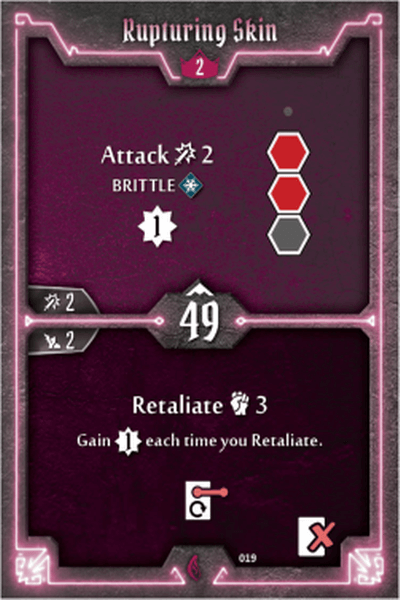 Rupturing Skin
2
Attack 2
BRITTLE
1
2
49
2
Retaliate 3
Gain 1 each time you Retaliate.
019